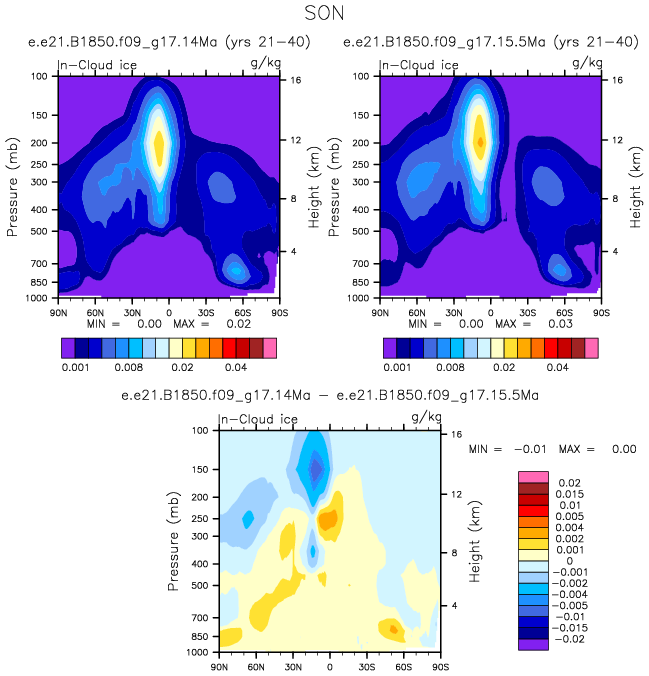 SON
e.e21.B1850.f09_g17.14Ma (yrs 21-40)
In-Cloud ice g/kg
Pressure (mb)
100
150
200
250
300
400
500
700
850
1000
16
12
8
4
Height (km)
90N 60N 30N 0 30S 60S 90S
MIN = 0.00 MAX = 0.02
0.001 0.008 0.02 0.04
e.e21.B1850.f09_g17.15.5Ma (yrs 21-40)
In-Cloud ice g/kg
Pressure (mb)
100
150
200
250
300
400
500
700
850
1000
16
12
8
4
Height (km)
90N 60N 30N 0 30S 60S 90S
MIN = 0.00 MAX = 0.03
0.001 0.008 0.02 0.04
e.e21.B1850.f09_g17.14Ma - e.e21.B1850.f09_g17.15.5Ma
In-Cloud ice g/kg
Pressure (mb)
100
150
200
250
300
400
500
700
850
1000
16
12
8
4
Height (km)
90N 60N 30N 0 30S 60S 90S
MIN = -0.01 MAX = 0.00
0.02
0.015
0.01
0.005
0.004
0.002
0.001
0
-0.001
-0.002
-0.004
-0.005
-0.01
-0.015
-0.02